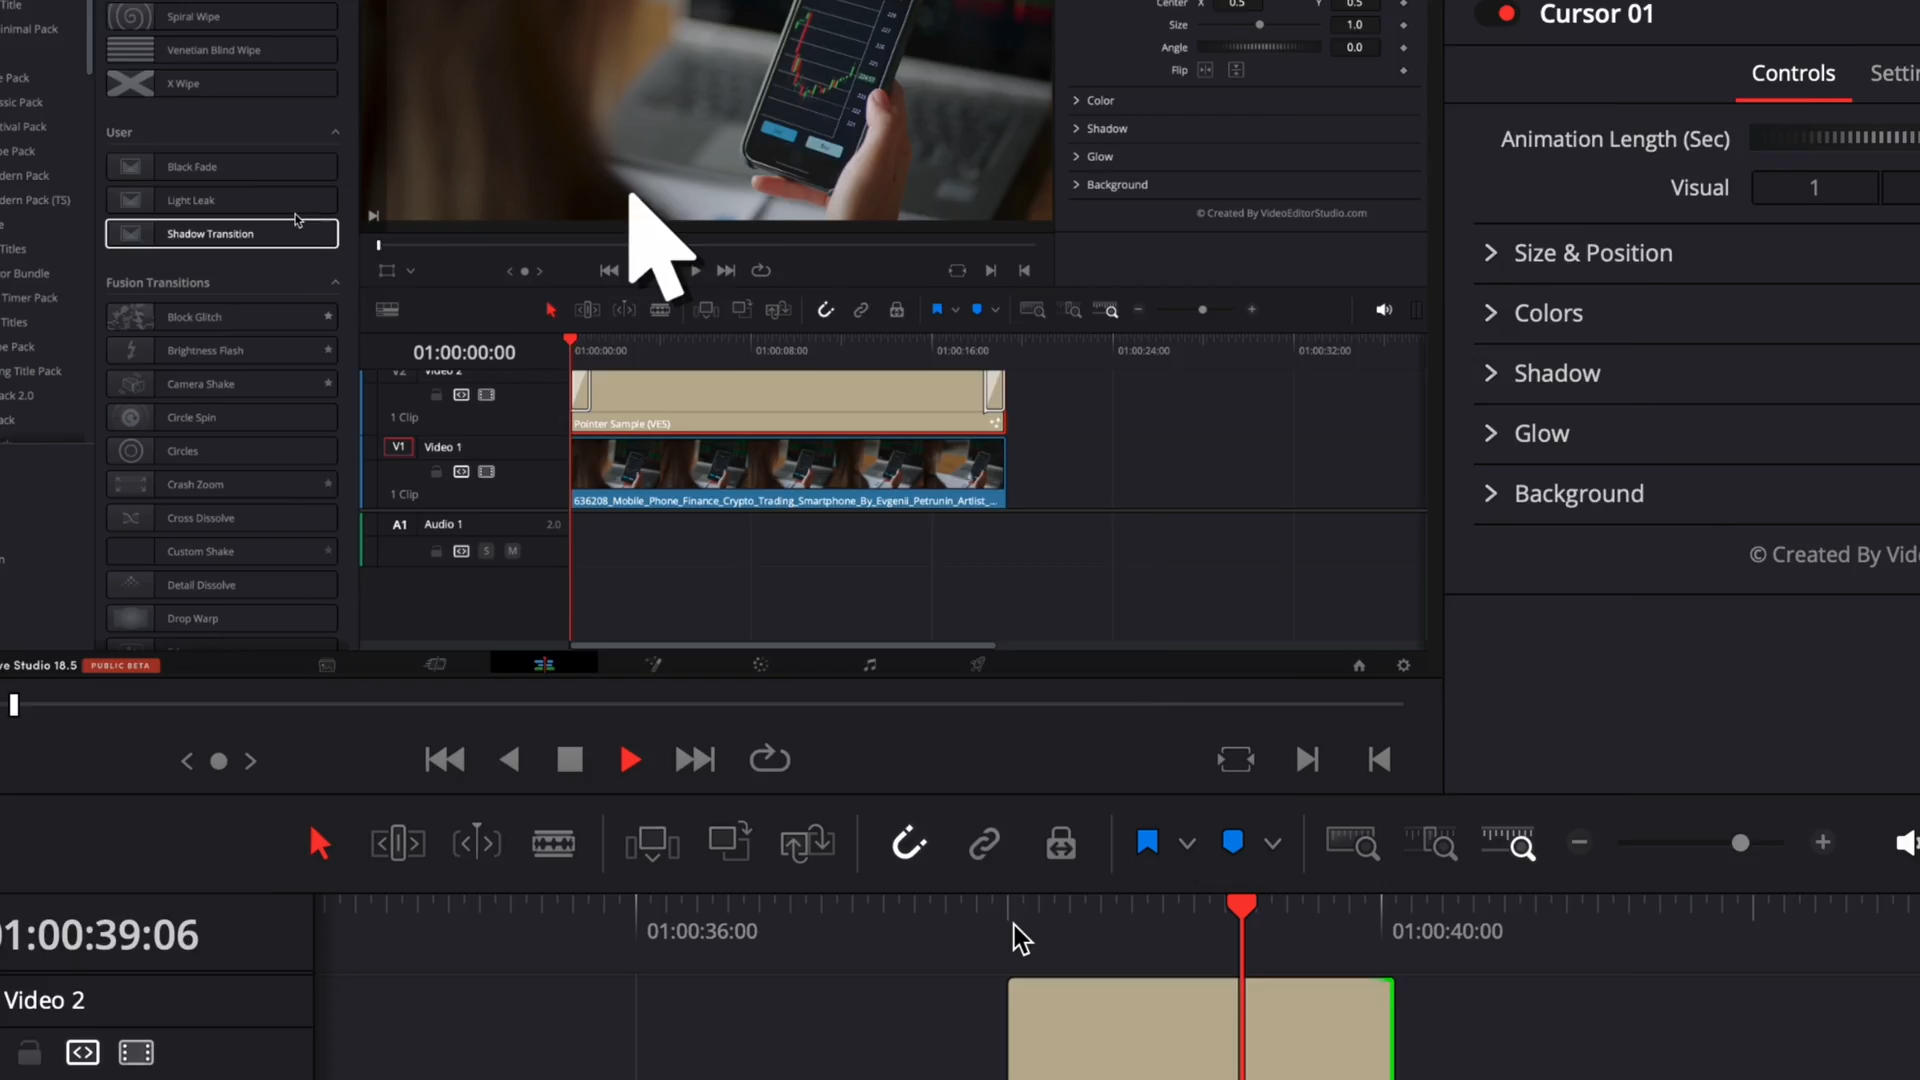 Title
inimal Pack
e Pack
ssic Pack
tival Pack
pe Pack
dern Pack
dern Pack (TS)
e
Titles
or Bundle
Timer Pack
Titles
pe Pack
ng Title Pack
ack 2.0
ack
n
Spiral Wipe
Venetian Blind Wipe
X Wipe
User
Black Fade
Light Leak
Shadow Transition
Fusion Transitions
Block Glitch
Brightness Flash
Camera Shake
Circle Spin
Circles
Crash Zoom
Cross Dissolve
Custom Shake
Detail Dissolve
Drop Warp
ve Studio 18.5 PUBLIC BETA
Center X 0.5 Y 0.5
Size 1.0
Angle 0.0
Flip
Color
Shadow
Glow
Background
© Created By VideoEditorStudio.com
01:00:00:00
01:00:00:00 01:00:08:00 01:00:16:00 01:00:24:00 01:00:32:00
V2 Video 2
1 Clip
Pointer Sample (VES)
V1 Video 1
1 Clip
636208_Mobile_Phone_Finance_Crypto_Trading_Smartphone_By_Evgenii_Petrunin_Artlist_...
A1 Audio 1 2.0
S M
Cursor 01
Controls Settin
Animation Length (Sec)
Visual 1
Size & Position
Colors
Shadow
Glow
Background
© Created By Vide
01:00:39:06
01:00:36:00 01:00:40:00
Video 2